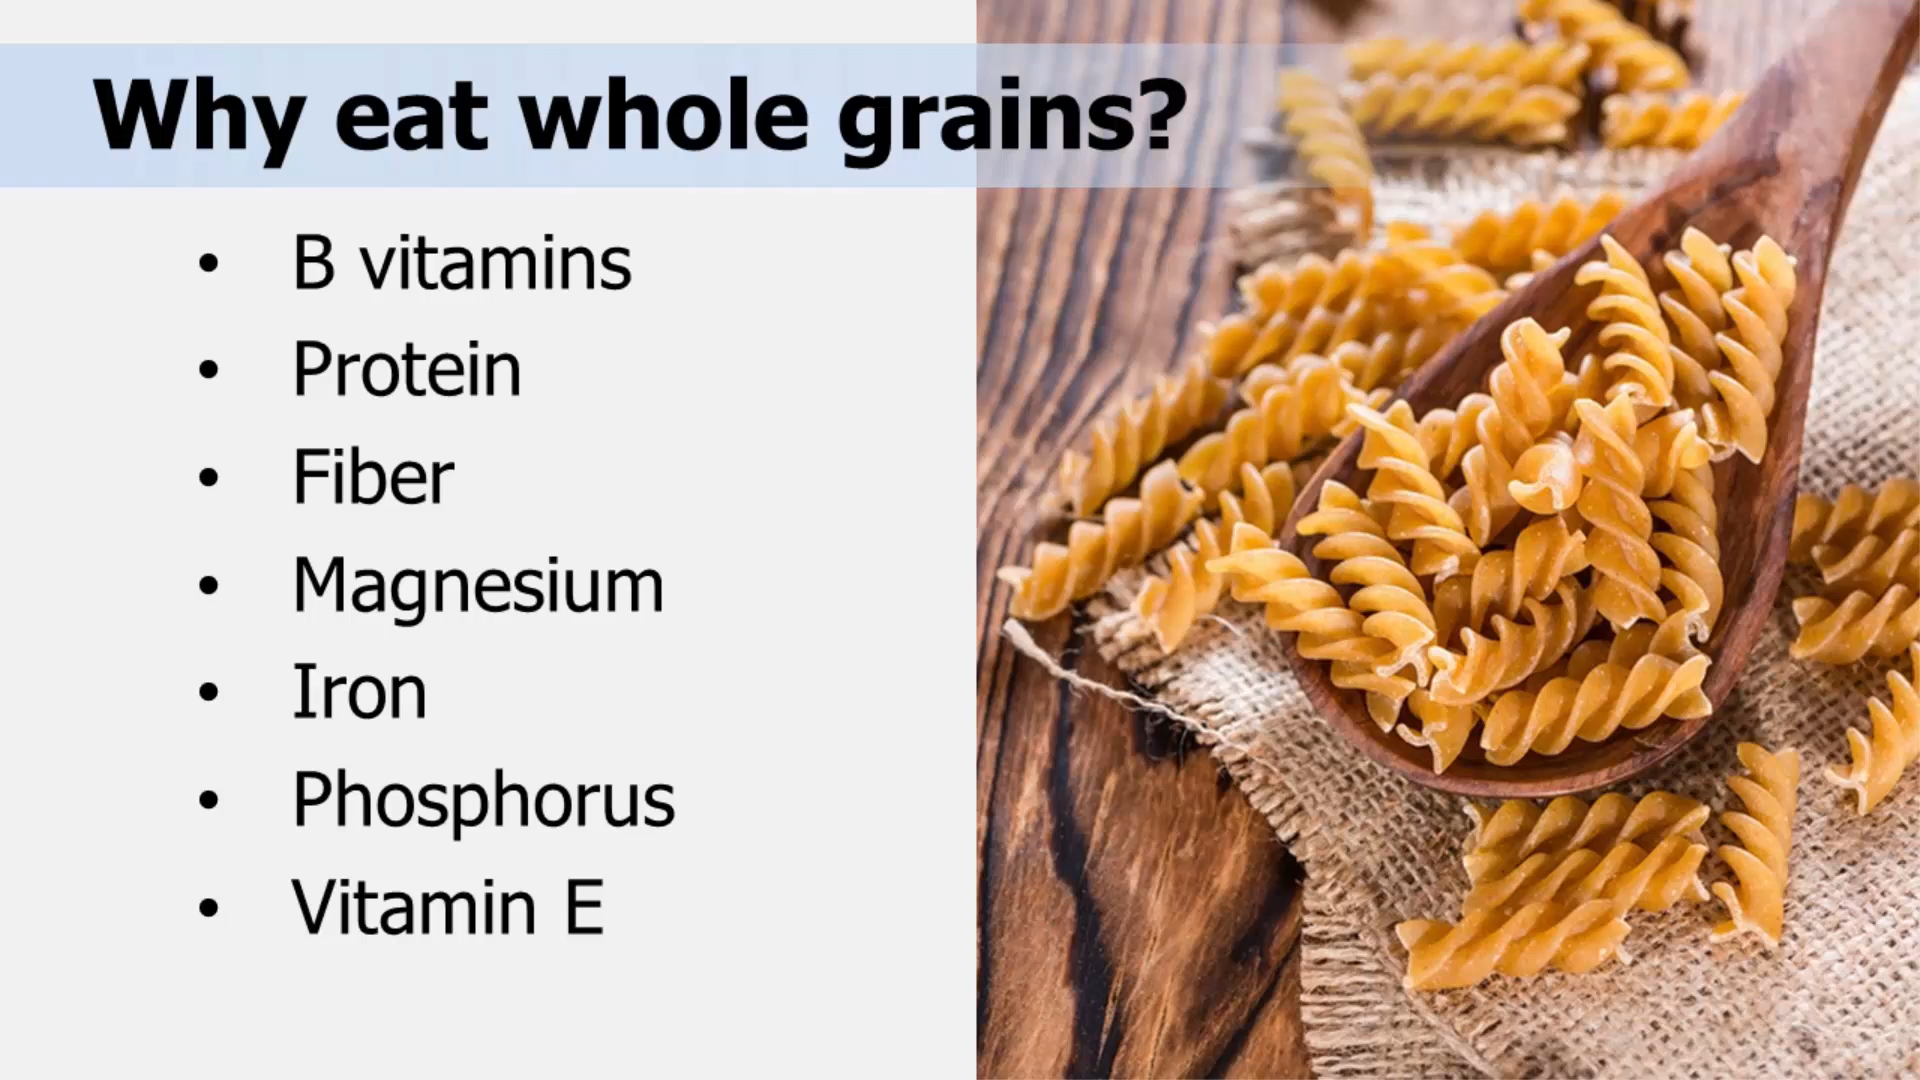 Why eat whole grains?
• B vitamins
• Protein
• Fiber
• Magnesium
• Iron
• Phosphorus
• Vitamin E